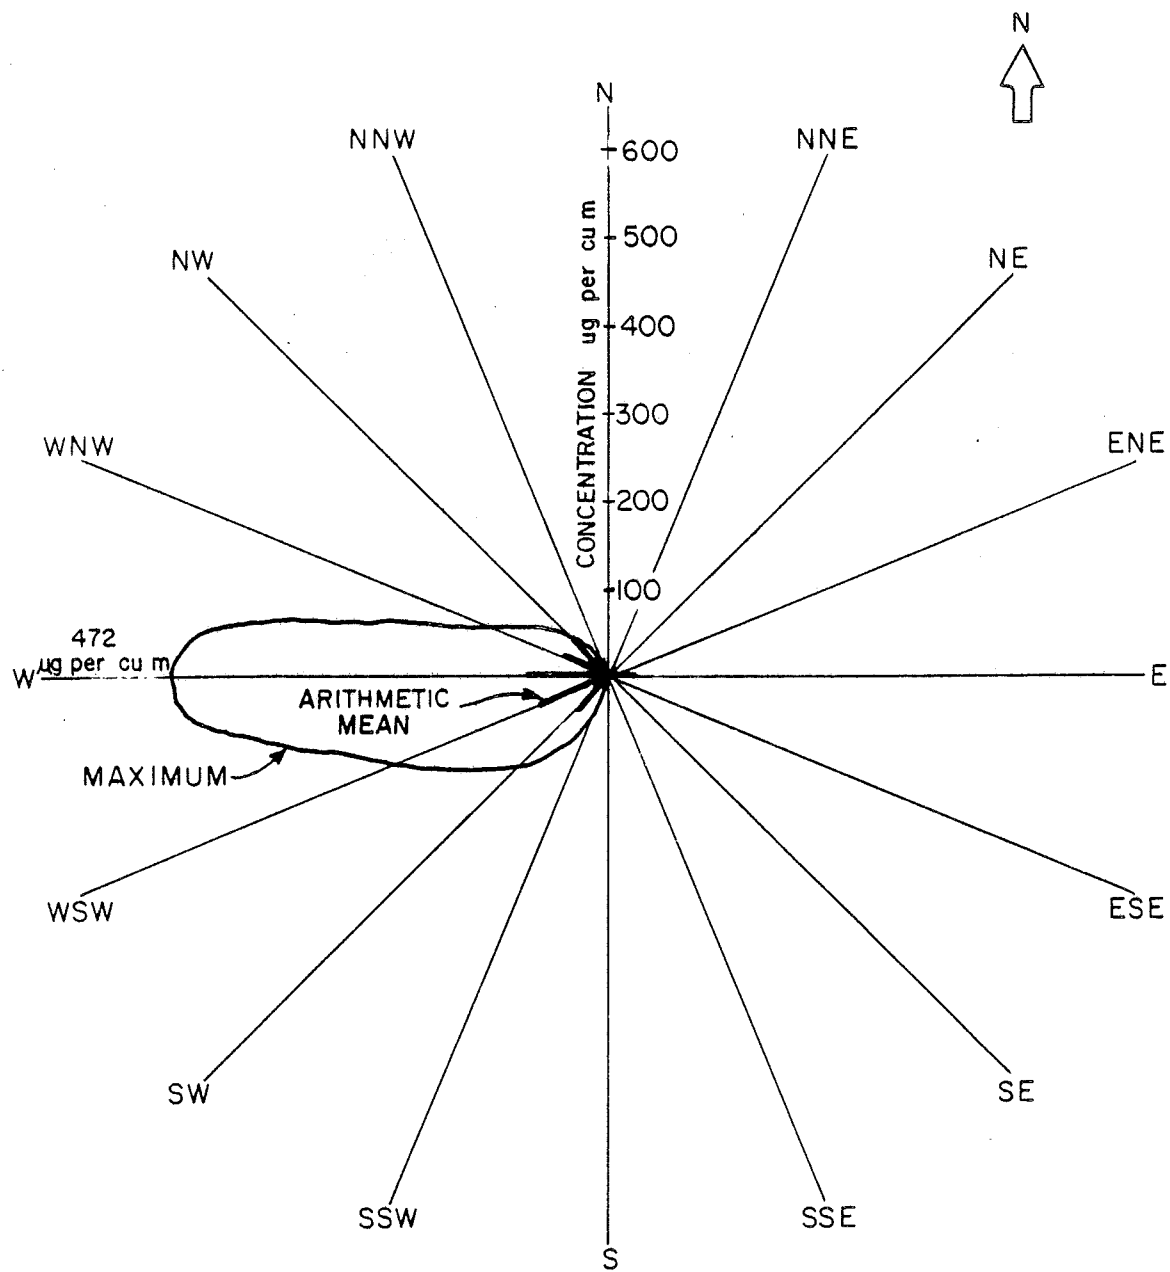 N
N
NNW
NNE
600
500
NW
NE
400
CONCENTRATION ug per cu m
300
WNW
ENE
200
100
472
µg per cu m
W
E
ARITHMETIC
MEAN
MAXIMUM
WSW
ESE
SW
SE
SSW
SSE
S